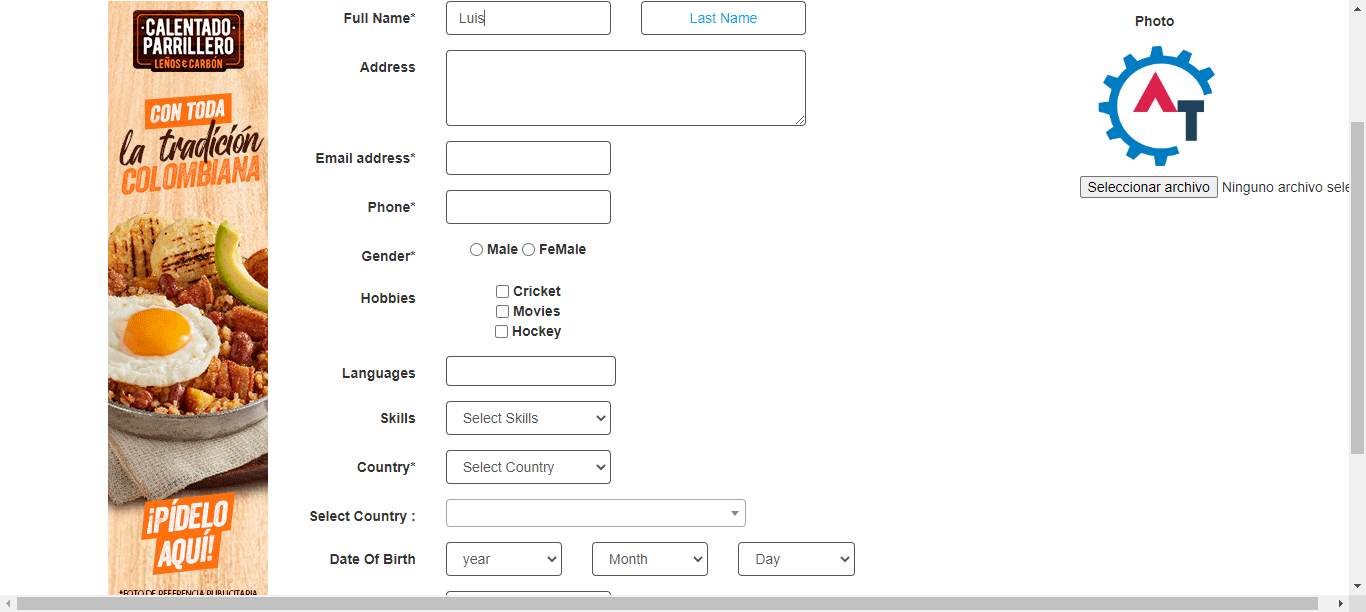 CALENTADO
PARRILLERO
LEÑOS & CARBÓN
CON TODA
la tradición
COLOMBIANA
¡PÍDELO
AQUÍ!
*FOTO DE REFERENCIA PUBLICITARIA
Full Name* Luis Last Name
Address
Email address*
Phone*
Gender* Male FeMale
Hobbies Cricket
Movies
Hockey
Languages
Skills Select Skills
Country* Select Country
Select Country :
Date Of Birth year Month Day
Photo
AT
Seleccionar archivo Ninguno archivo sele